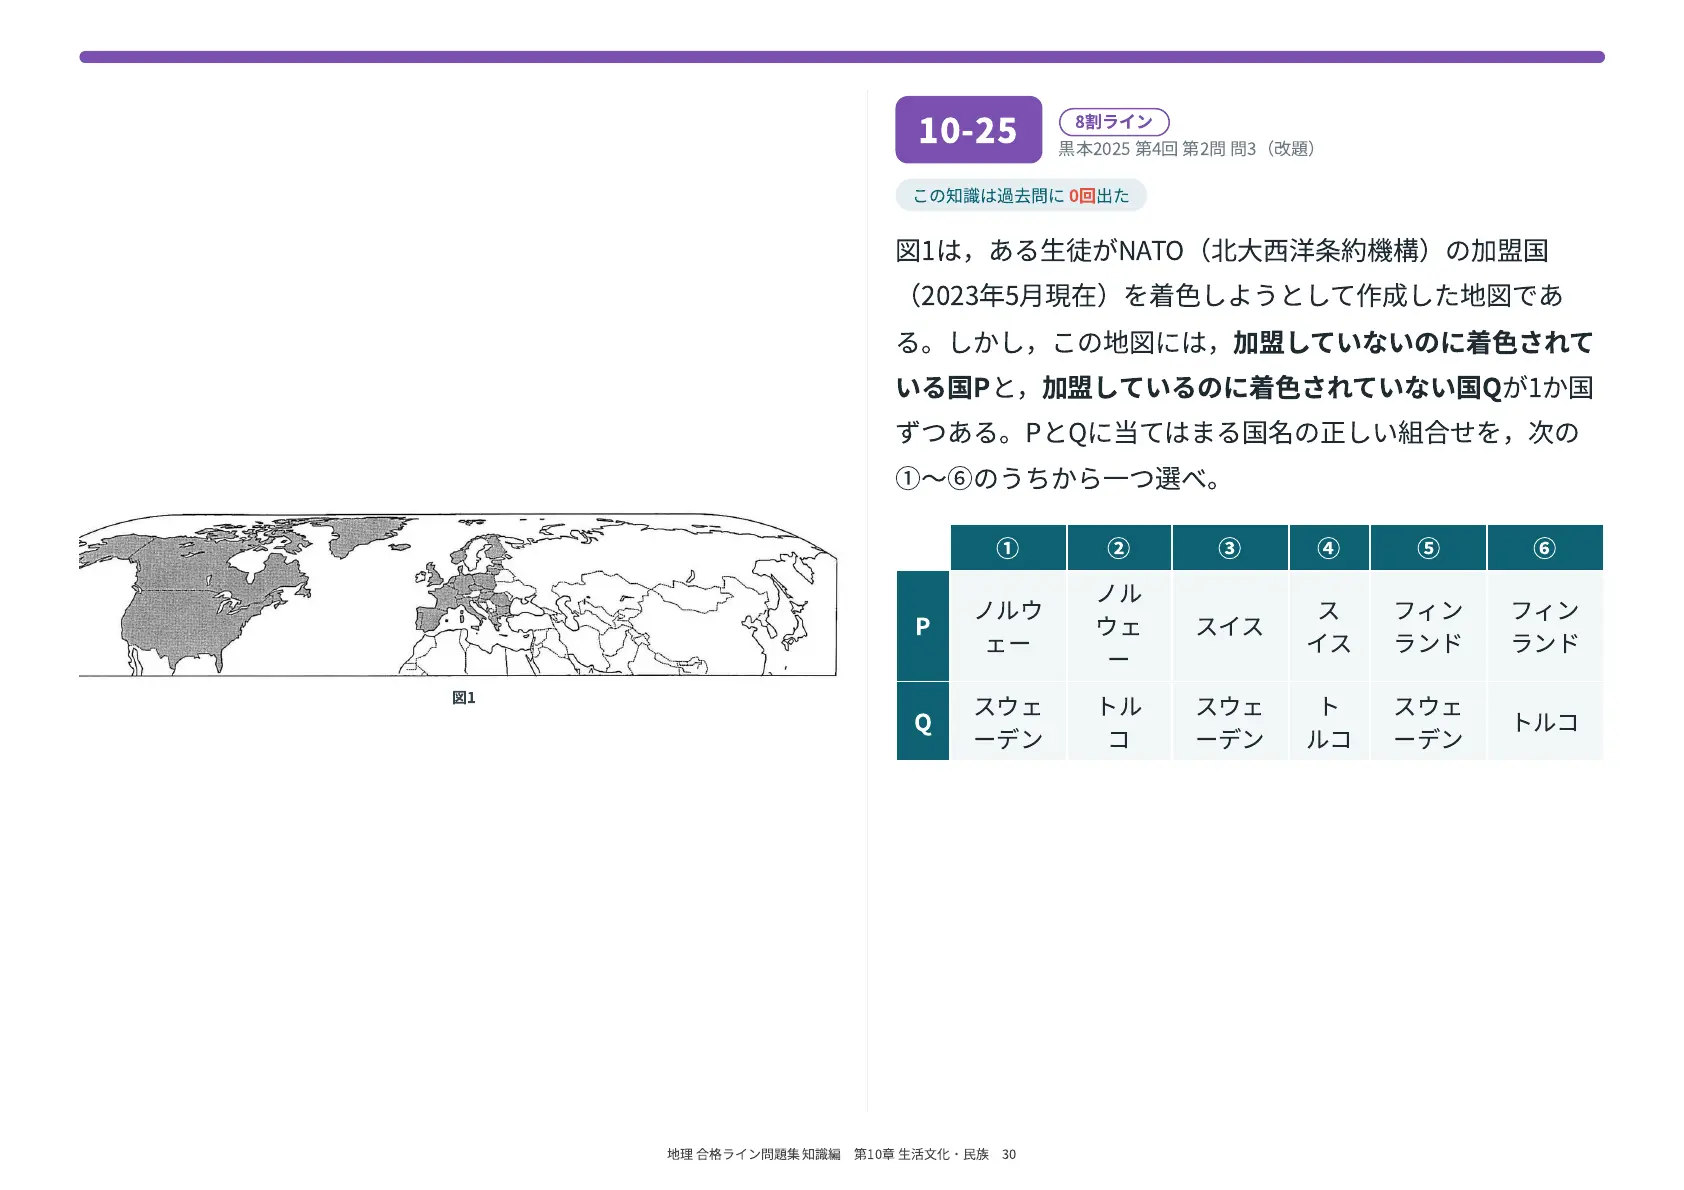 10-25
8割ライン
黒本2025 第4回 第2問 問3（改題）
この知識は過去問に 0回出た
図1は，ある生徒がNATO（北大西洋条約機構）の加盟国
（2023年5月現在）を着色しようとして作成した地図であ
る。しかし，この地図には，加盟していないのに着色されて
いる国Pと，加盟しているのに着色されていない国Qが1か国
ずつある。PとQに当てはまる国名の正しい組合せを，次の
①〜⑥のうちから一つ選べ。
① ② ③ ④ ⑤ ⑥
P ノルウェー ノルウェー スイス スイス フィンランド フィンランド
Q スウェーデン トルコ スウェーデン トルコ スウェーデン トルコ
図1
地理 合格ライン問題集 知識編　第10章 生活文化・民族　30